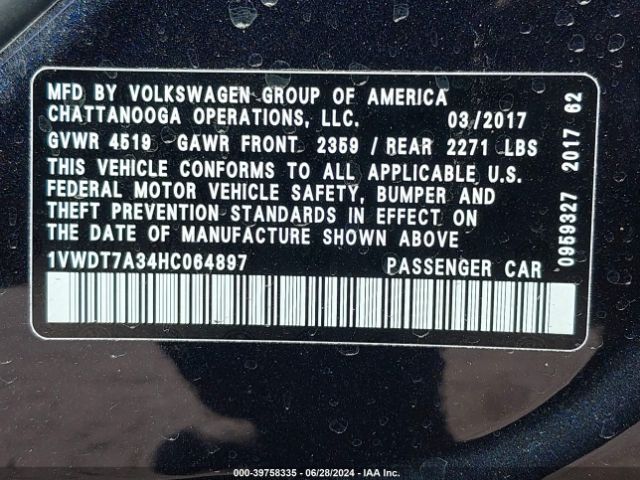 MFD BY VOLKSWAGEN GROUP OF AMERICA
CHATTANOOGA OPERATIONS, LLC. 03/2017
GVWR 4519 GAWR FRONT 2359 / REAR 2271 LBS
THIS VEHICLE CONFORMS TO ALL APPLICABLE U.S.
FEDERAL MOTOR VEHICLE SAFETY, BUMPER AND
THEFT PREVENTION STANDARDS IN EFFECT ON
THE DATE OF MANUFACTURE SHOWN ABOVE
1VWDT7A34HC064897 PASSENGER CAR
0959327 2017 62
000-39758335 - 06/28/2024 - IAA Inc.